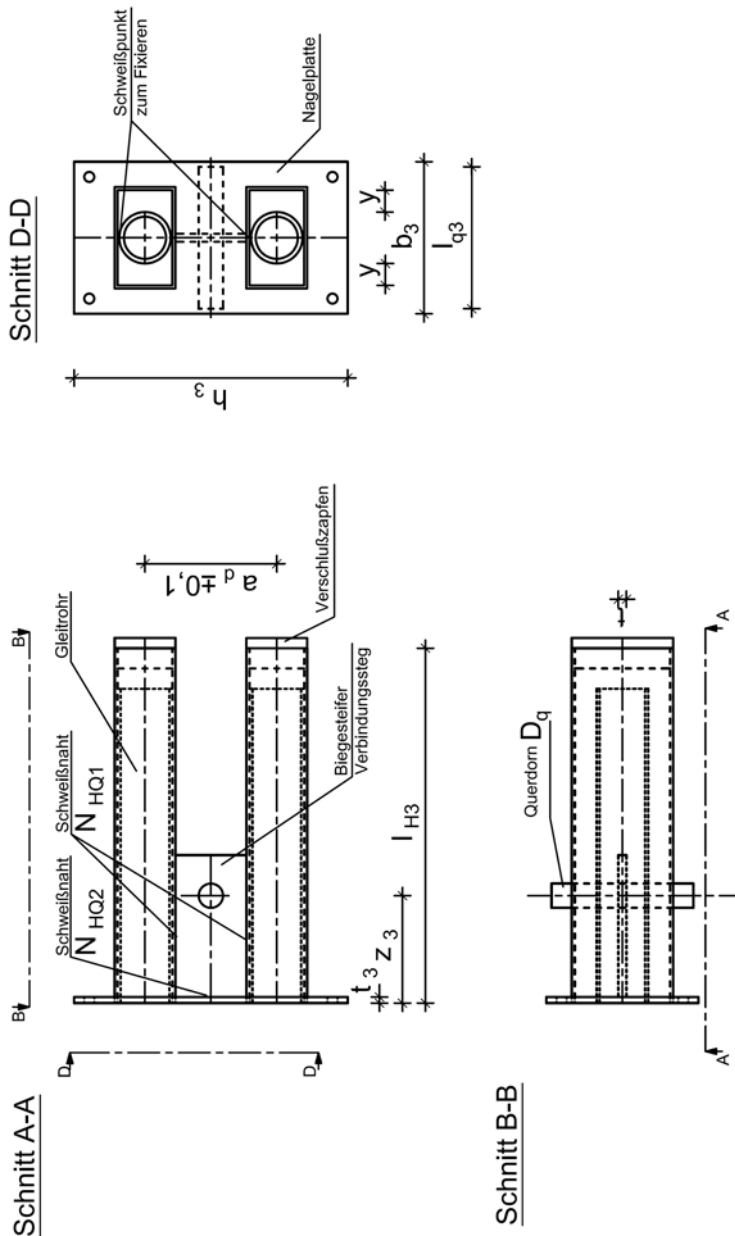 Schnitt A-A
B
B
Schweißnaht
N HQ2
Schweißnaht
N HQ1
Gleitrohr
a d ±0,1
Verschlußzapfen
Biegesteifer
Verbindungssteg
t 3
z 3
l H3
D
D
Schnitt D-D
Schweißpunkt
zum Fixieren
Nagelplatte
h 3
y
y
b 3
l q3
Schnitt B-B
Querdorn D q
t
A
A